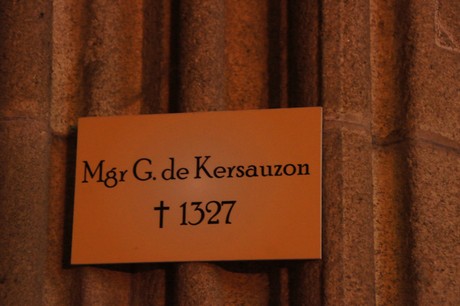 Mgr G. de Kersauzon
✝ 1327